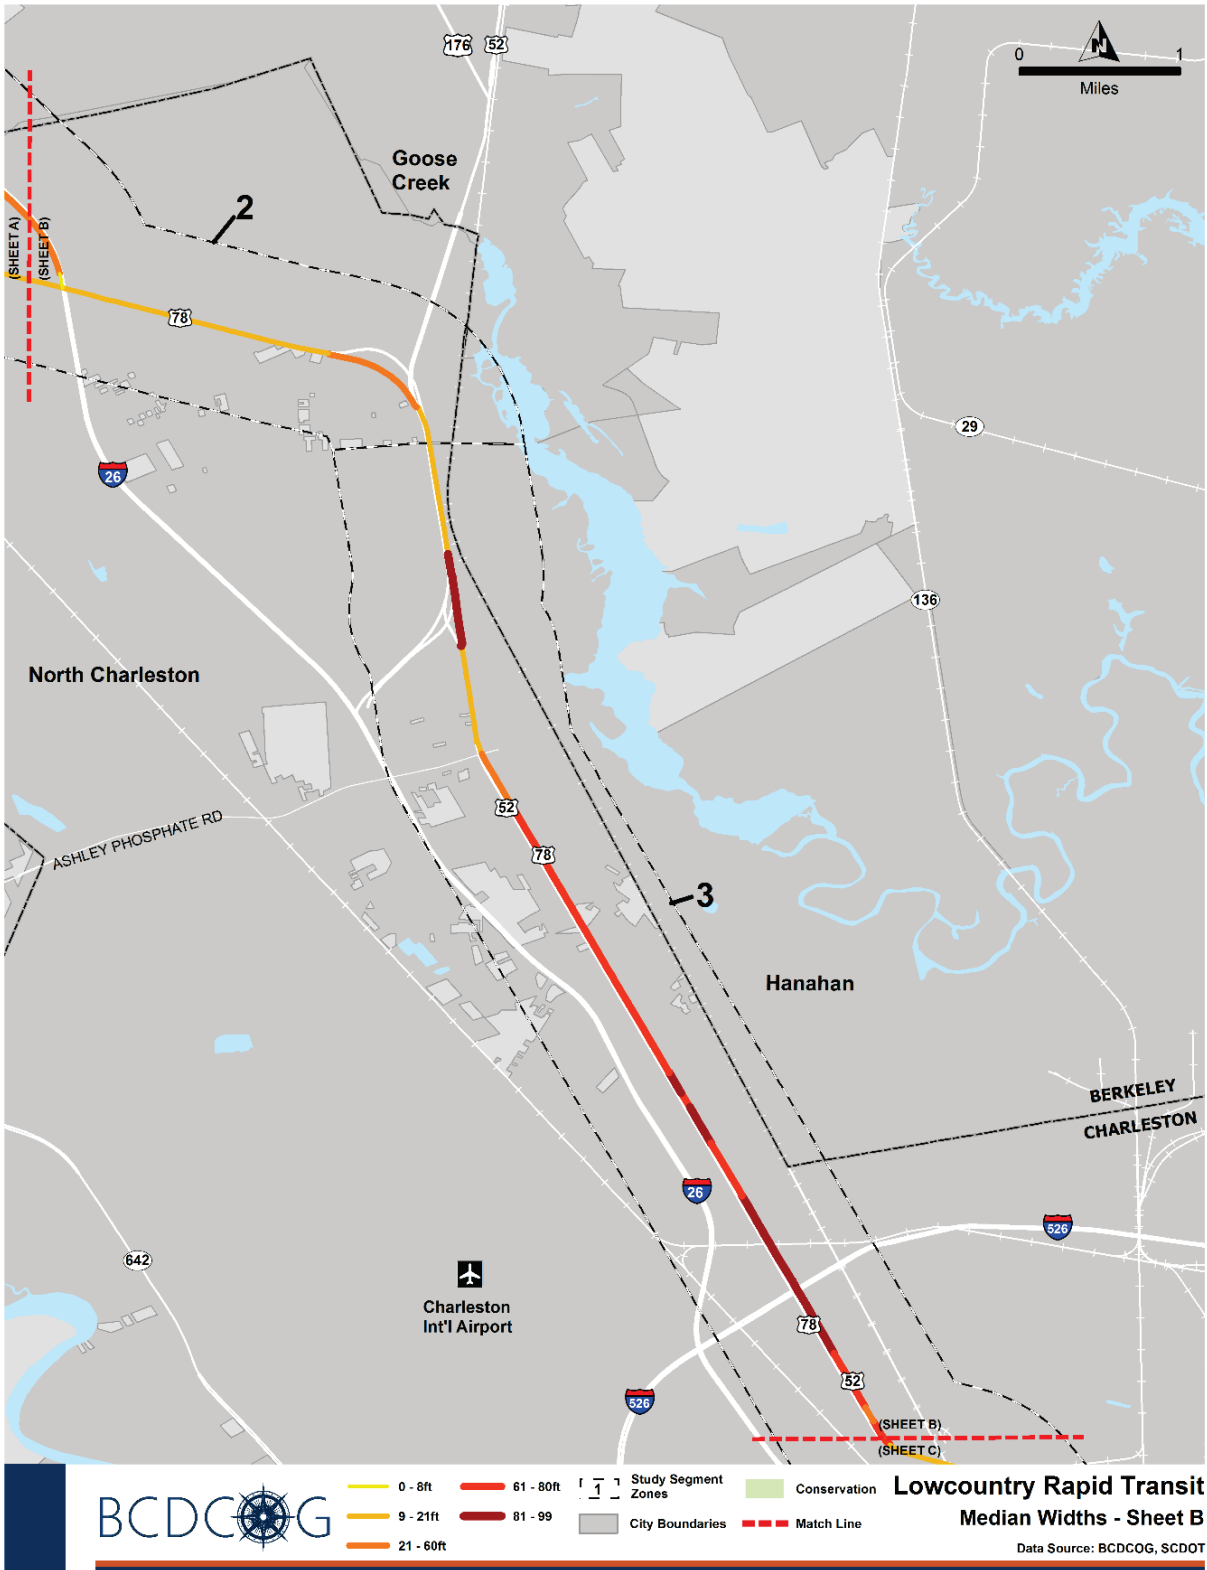 176
52
N
0
1
Miles
Goose
Creek
2
(SHEET A)
(SHEET B)
78
29
26
136
North Charleston
52
ASHLEY PHOSPHATE RD
78
3
Hanahan
BERKELEY
CHARLESTON
26
526
642
Charleston
Int'l Airport
78
52
526
(SHEET B)
(SHEET C)
BCDCOG
0 - 8ft
9 - 21ft
21 - 60ft
61 - 80ft
81 - 99
1
Study Segment
Zones
City Boundaries
Conservation
Match Line
Lowcountry Rapid Transit
Median Widths - Sheet B
Data Source: BCDCOG, SCDOT